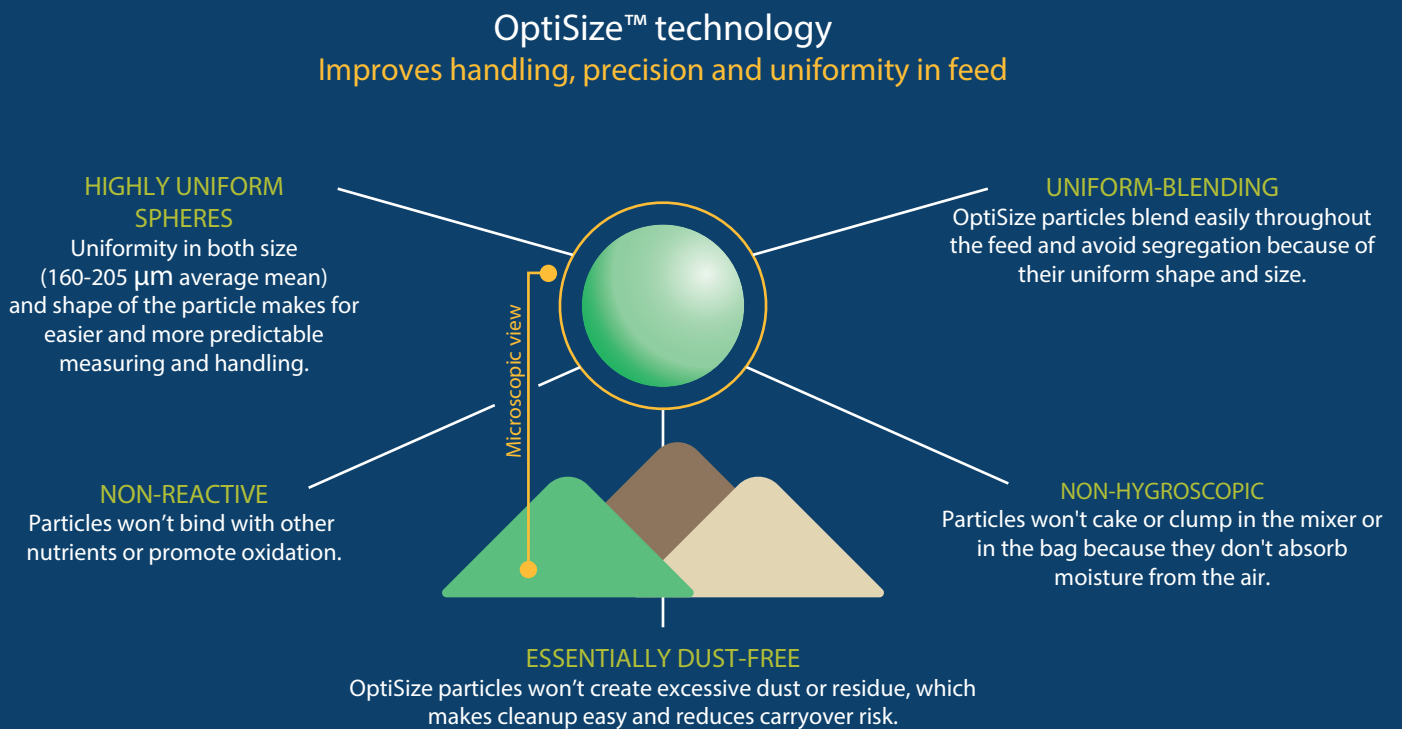 OptiSize™ technology
Improves handling, precision and uniformity in feed
HIGHLY UNIFORM
SPHERES
Uniformity in both size
(160-205 µm average mean)
and shape of the particle makes for
easier and more predictable
measuring and handling.
UNIFORM-BLENDING
OptiSize particles blend easily throughout
the feed and avoid segregation because of
their uniform shape and size.
Microscopic view
NON-REACTIVE
Particles won’t bind with other
nutrients or promote oxidation.
NON-HYGROSCOPIC
Particles won't cake or clump in the mixer or
in the bag because they don't absorb
moisture from the air.
ESSENTIALLY DUST-FREE
OptiSize particles won’t create excessive dust or residue, which
makes cleanup easy and reduces carryover risk.